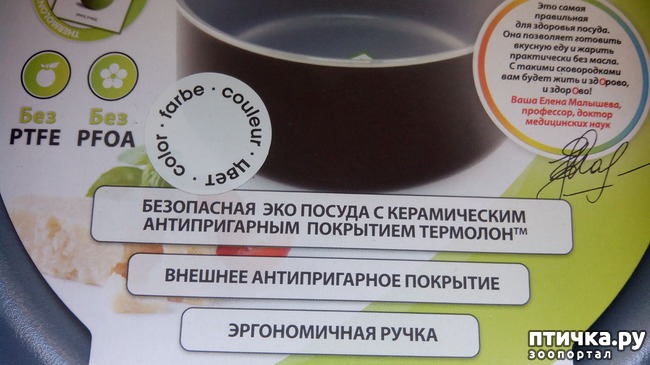 THERMOLON
Это самая
правильная
для здоровья посуда.
Она позволяет готовить
вкусную еду и жарить
практически без масла.
С такими сковородками
вам будет жить и здОрово,
и здорОво!
Ваша Елена Малышева,
профессор, доктор
медицинских наук
Без Без
PTFE PFOA
color · farbe · couleur · цвет ·
БЕЗОПАСНАЯ ЭКО ПОСУДА С КЕРАМИЧЕСКИМ
АНТИПРИГАРНЫМ ПОКРЫТИЕМ ТЕРМОЛОН™
ВНЕШНЕЕ АНТИПРИГАРНОЕ ПОКРЫТИЕ
ЭРГОНОМИЧНАЯ РУЧКА
птичка.ру
зоопортал